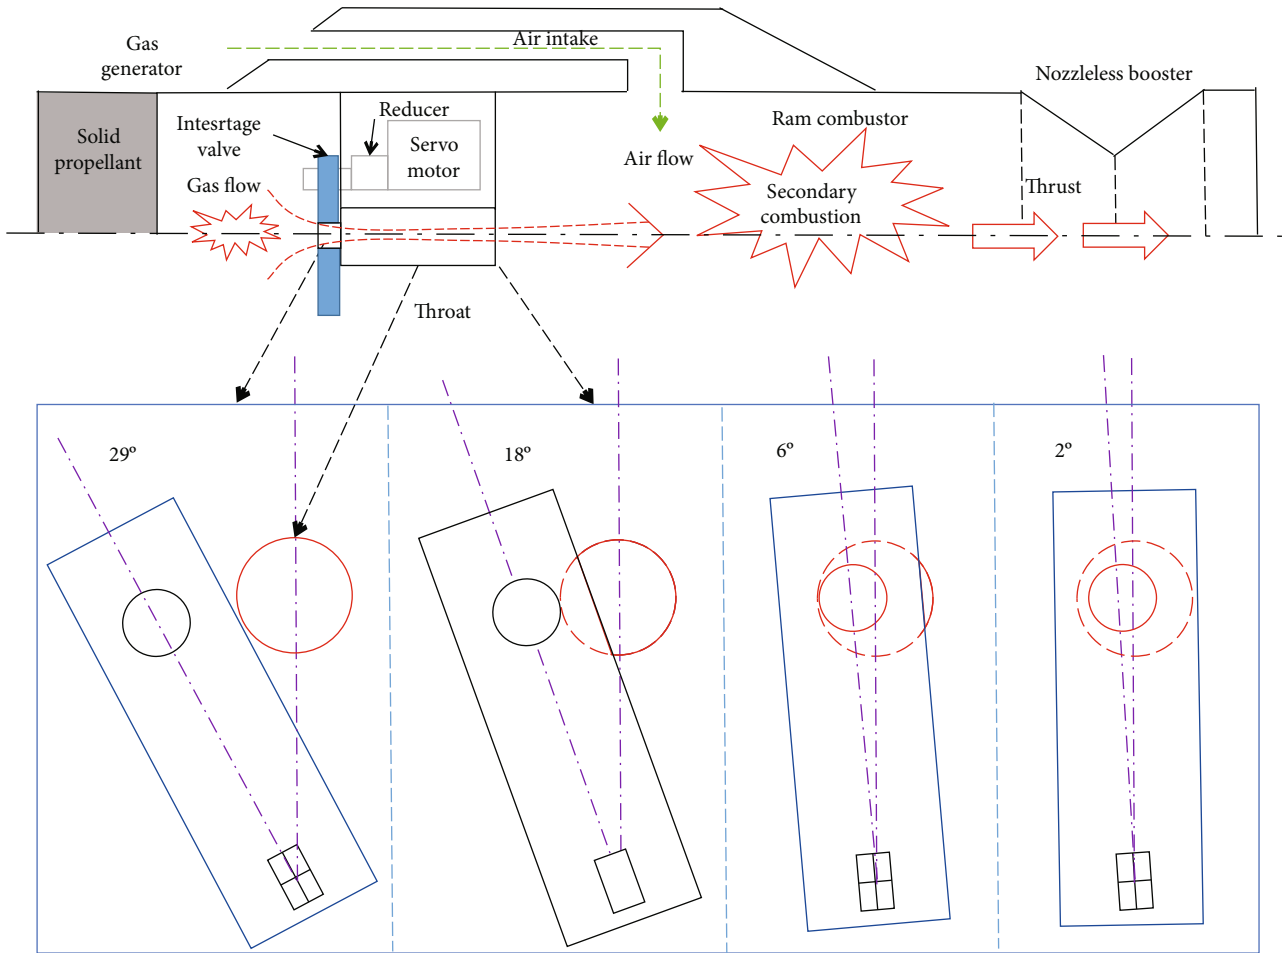 Gas
generator
Air intake
Nozzleless booster
Solid
propellant
Intesrtage
valve
Reducer
Servo
motor
Gas flow
Air flow
Ram combustor
Secondary
combustion
Thrust
Throat
29º
18º
6º
2º